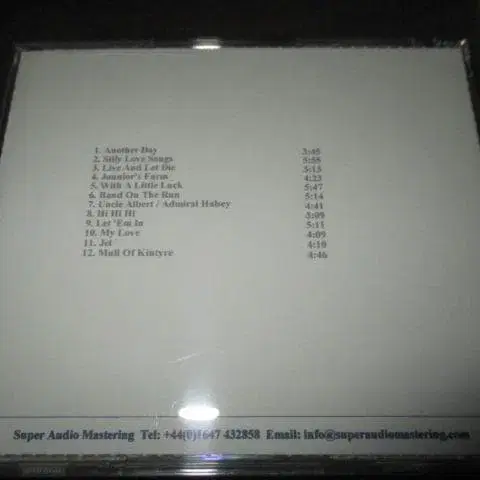 1. Another Day 3:45
2. Silly Love Songs 5:56
3. Live And Let Die 3:15
4. Junnior's Farm 4:23
5. With A Little Luck 5:47
6. Band On The Run 5:14
7. Uncle Albert / Admiral Halsey 4:41
8. Hi Hi Hi 3:09
9. Let 'Em In 5:11
10. My Love 4:09
11. Jet 4:10
12. Mull Of Kintyre 4:46
Super Audio Mastering Tel: +44(0)1647 432858 Email: info@superaudiomastering.com